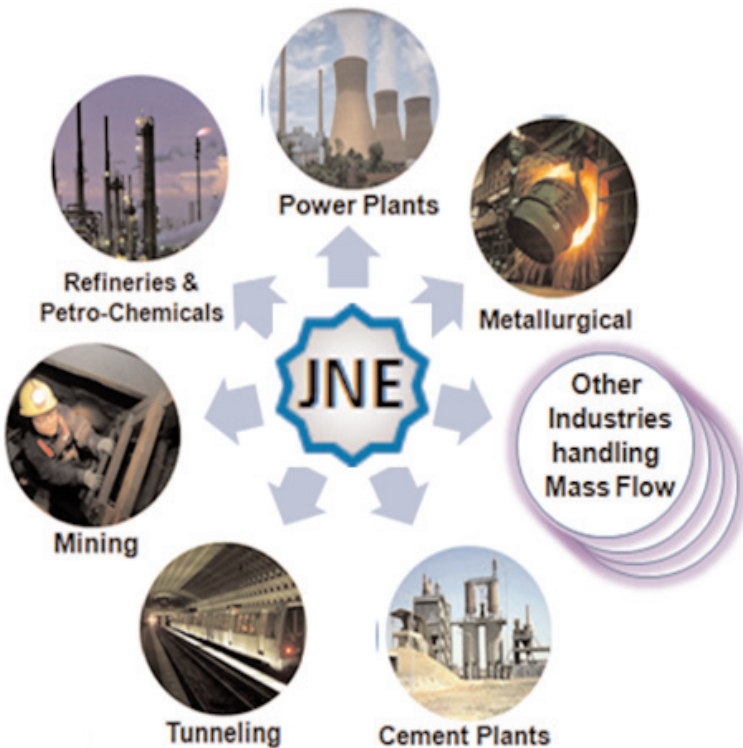 Power Plants
Refineries &
Petro-Chemicals
Metallurgical
JNE
Other
Industries
handling
Mass Flow
Mining
Tunneling
Cement Plants